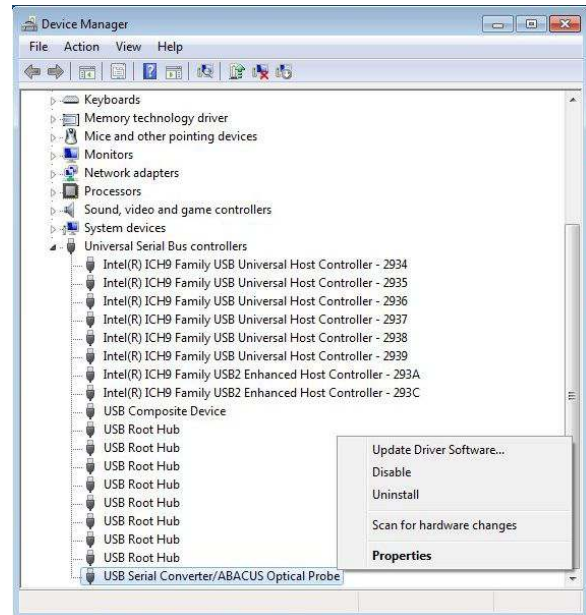 Device Manager
File Action View Help
Keyboards
Memory technology driver
Mice and other pointing devices
Monitors
Network adapters
Processors
Sound, video and game controllers
System devices
Universal Serial Bus controllers
Intel(R) ICH9 Family USB Universal Host Controller - 2934
Intel(R) ICH9 Family USB Universal Host Controller - 2935
Intel(R) ICH9 Family USB Universal Host Controller - 2936
Intel(R) ICH9 Family USB Universal Host Controller - 2937
Intel(R) ICH9 Family USB Universal Host Controller - 2938
Intel(R) ICH9 Family USB Universal Host Controller - 2939
Intel(R) ICH9 Family USB2 Enhanced Host Controller - 293A
Intel(R) ICH9 Family USB2 Enhanced Host Controller - 293C
USB Composite Device
USB Root Hub
USB Root Hub
USB Root Hub
USB Root Hub
USB Root Hub
USB Root Hub
USB Root Hub
USB Root Hub
USB Serial Converter/ABACUS Optical Probe
Update Driver Software...
Disable
Uninstall
Scan for hardware changes
Properties